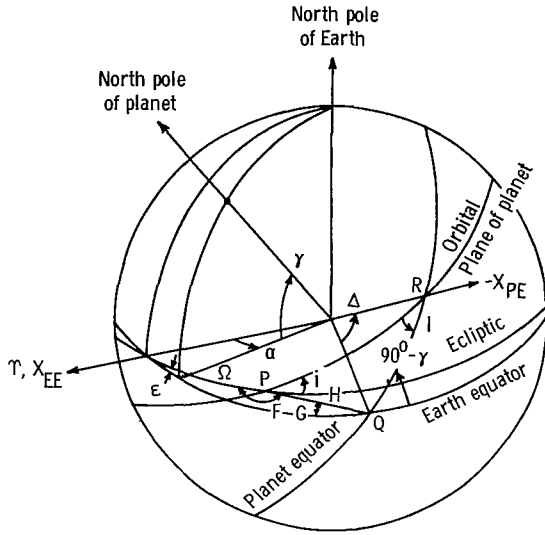 North pole
of Earth
North pole
of planet
Orbital
Plane of planet
γ
R
-X_PE
Δ
I
α
90°-γ
Ecliptic
ϒ, X_EE
ε
Ω
P
i
H
F-G
Q
Earth equator
Planet equator